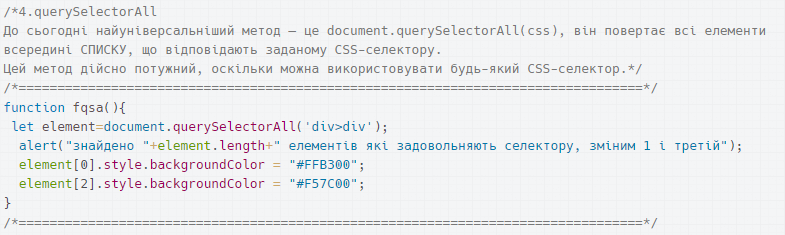 /*4.querySelectorAll
До сьогодні найуніверсальніший метод – це document.querySelectorAll(css), він повертає всі елементи
всередині СПИСКУ, що відповідають заданому CSS-селектору.
Цей метод дійсно потужний, оскільки можна використовувати будь-який CSS-селектор.*/
/*==============================================================================*/
function fqsa(){
let element=document.querySelectorAll('div>div');
alert("знайдено "+element.length+" елементів які задовольняють селектору, зміним 1 і третій");
element[0].style.backgroundColor = "#FFB300";
element[2].style.backgroundColor = "#F57C00";
}
/*==============================================================================*/